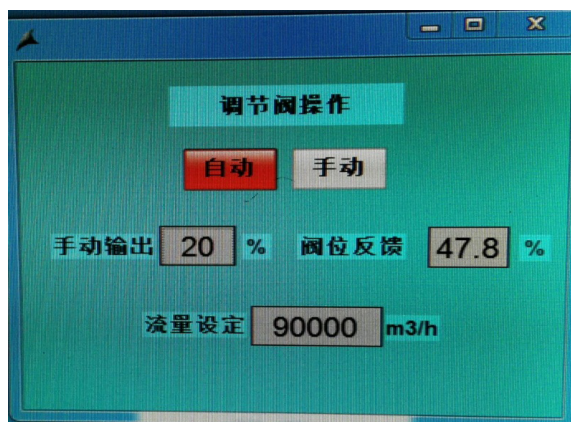 调节阀操作
自动 手动
手动输出 20 % 阀位反馈 47.8 %
流量设定 90000 m3/h